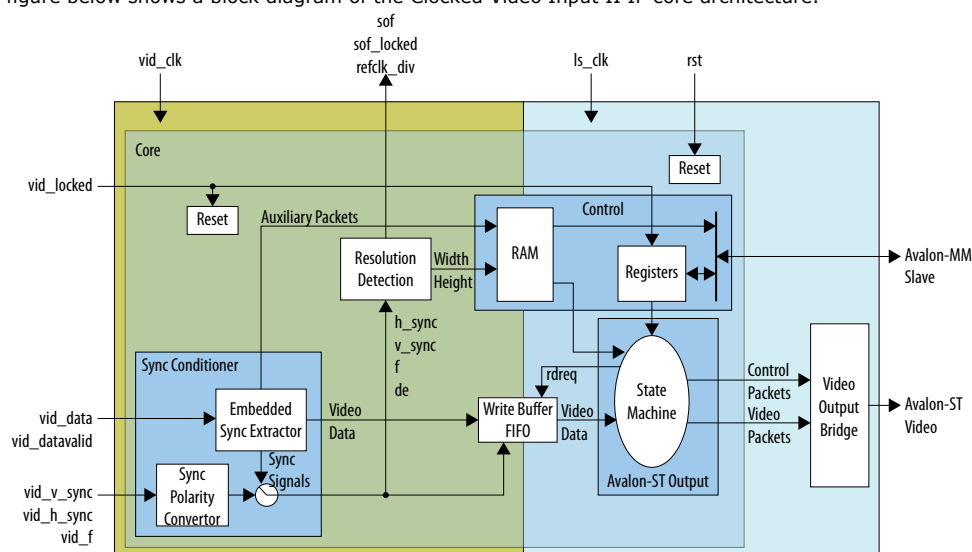 figure below shows a block diagram of the Clocked Video Input II IP core architecture.
sof
sof_locked
refclk_div
vid_clk
ls_clk
rst
Core
Reset
vid_locked
Reset
Auxiliary Packets
Control
RAM
Registers
Resolution
Detection
Width
Height
Avalon-MM
Slave
h_sync
v_sync
f
de
Sync Conditioner
Embedded
Sync Extractor
Video
Data
rdreq
Write Buffer
FIFO
Video
Data
State
Machine
Control
Packets
Video
Packets
Video
Output
Bridge
Avalon-ST
Video
vid_data
vid_datavalid
Sync
Signals
Sync
Polarity
Convertor
Avalon-ST Output
vid_v_sync
vid_h_sync
vid_f